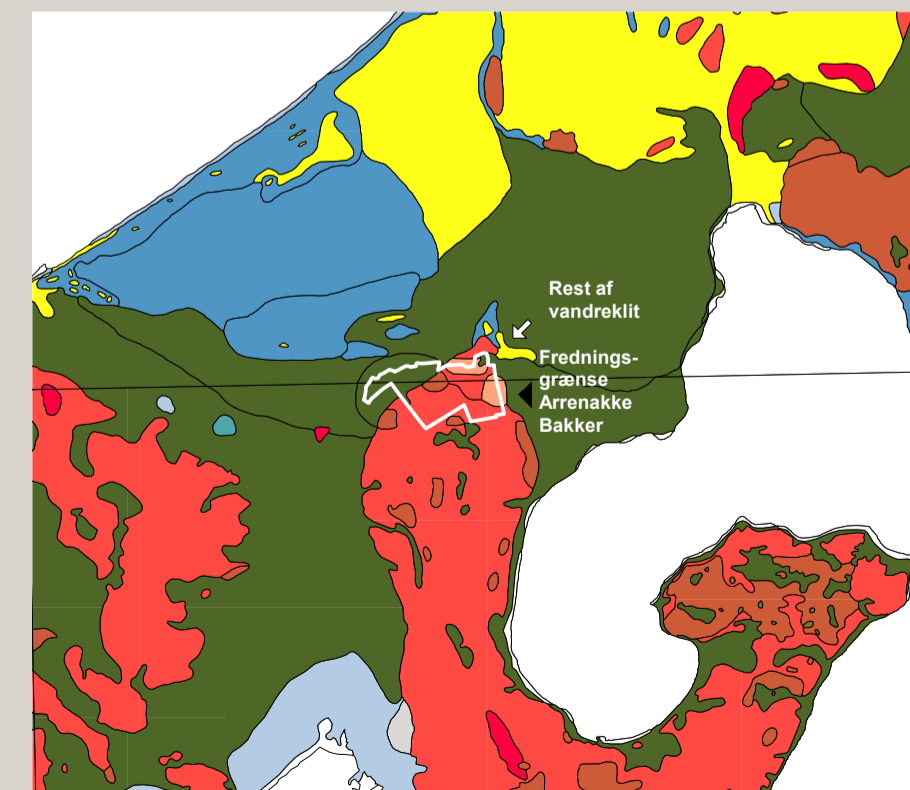 Rest af
vandreklit
Frednings-
grænse
Arrenakke
Bakker